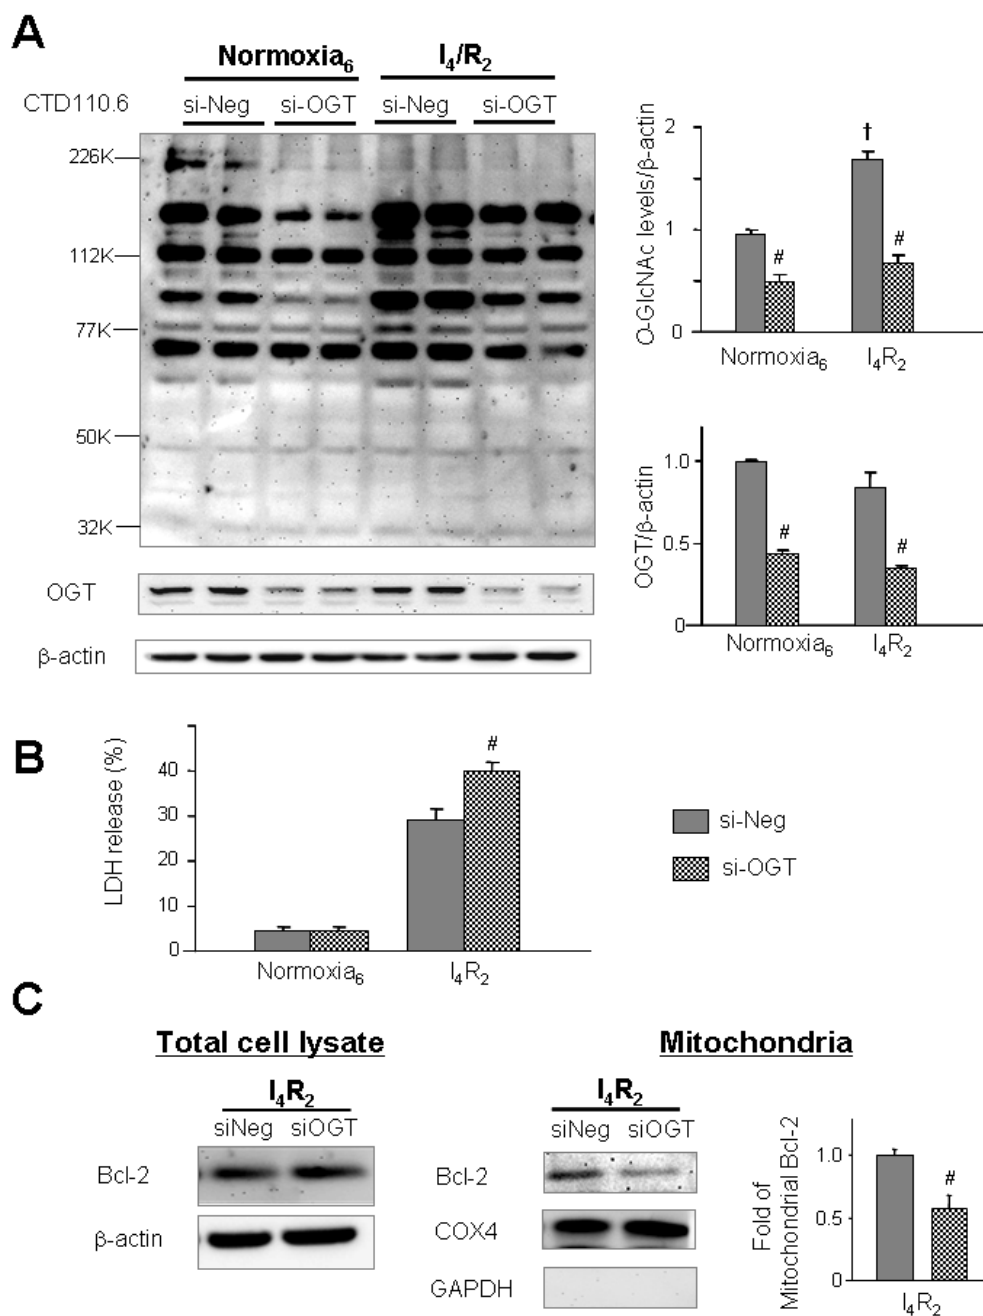 A
Normoxia₆ I₄/R₂
CTD110.6 si-Neg si-OGT si-Neg si-OGT
226K
112K
77K
50K
32K
OGT
β-actin
O-GlcNAc levels/β-actin
2
1
0
†
#
#
Normoxia₆ I₄R₂
OGT/β-actin
1.0
0.5
0
#
#
Normoxia₆ I₄R₂
B
LDH release (%)
40
30
20
10
0
#
Normoxia₆ I₄R₂
si-Neg
si-OGT
C
Total cell lysate
I₄R₂
siNeg siOGT
Bcl-2
β-actin
Mitochondria
I₄R₂
siNeg siOGT
Bcl-2
COX4
GAPDH
Fold of
Mitochondrial Bcl-2
1.0
0.5
0
#
I₄R₂